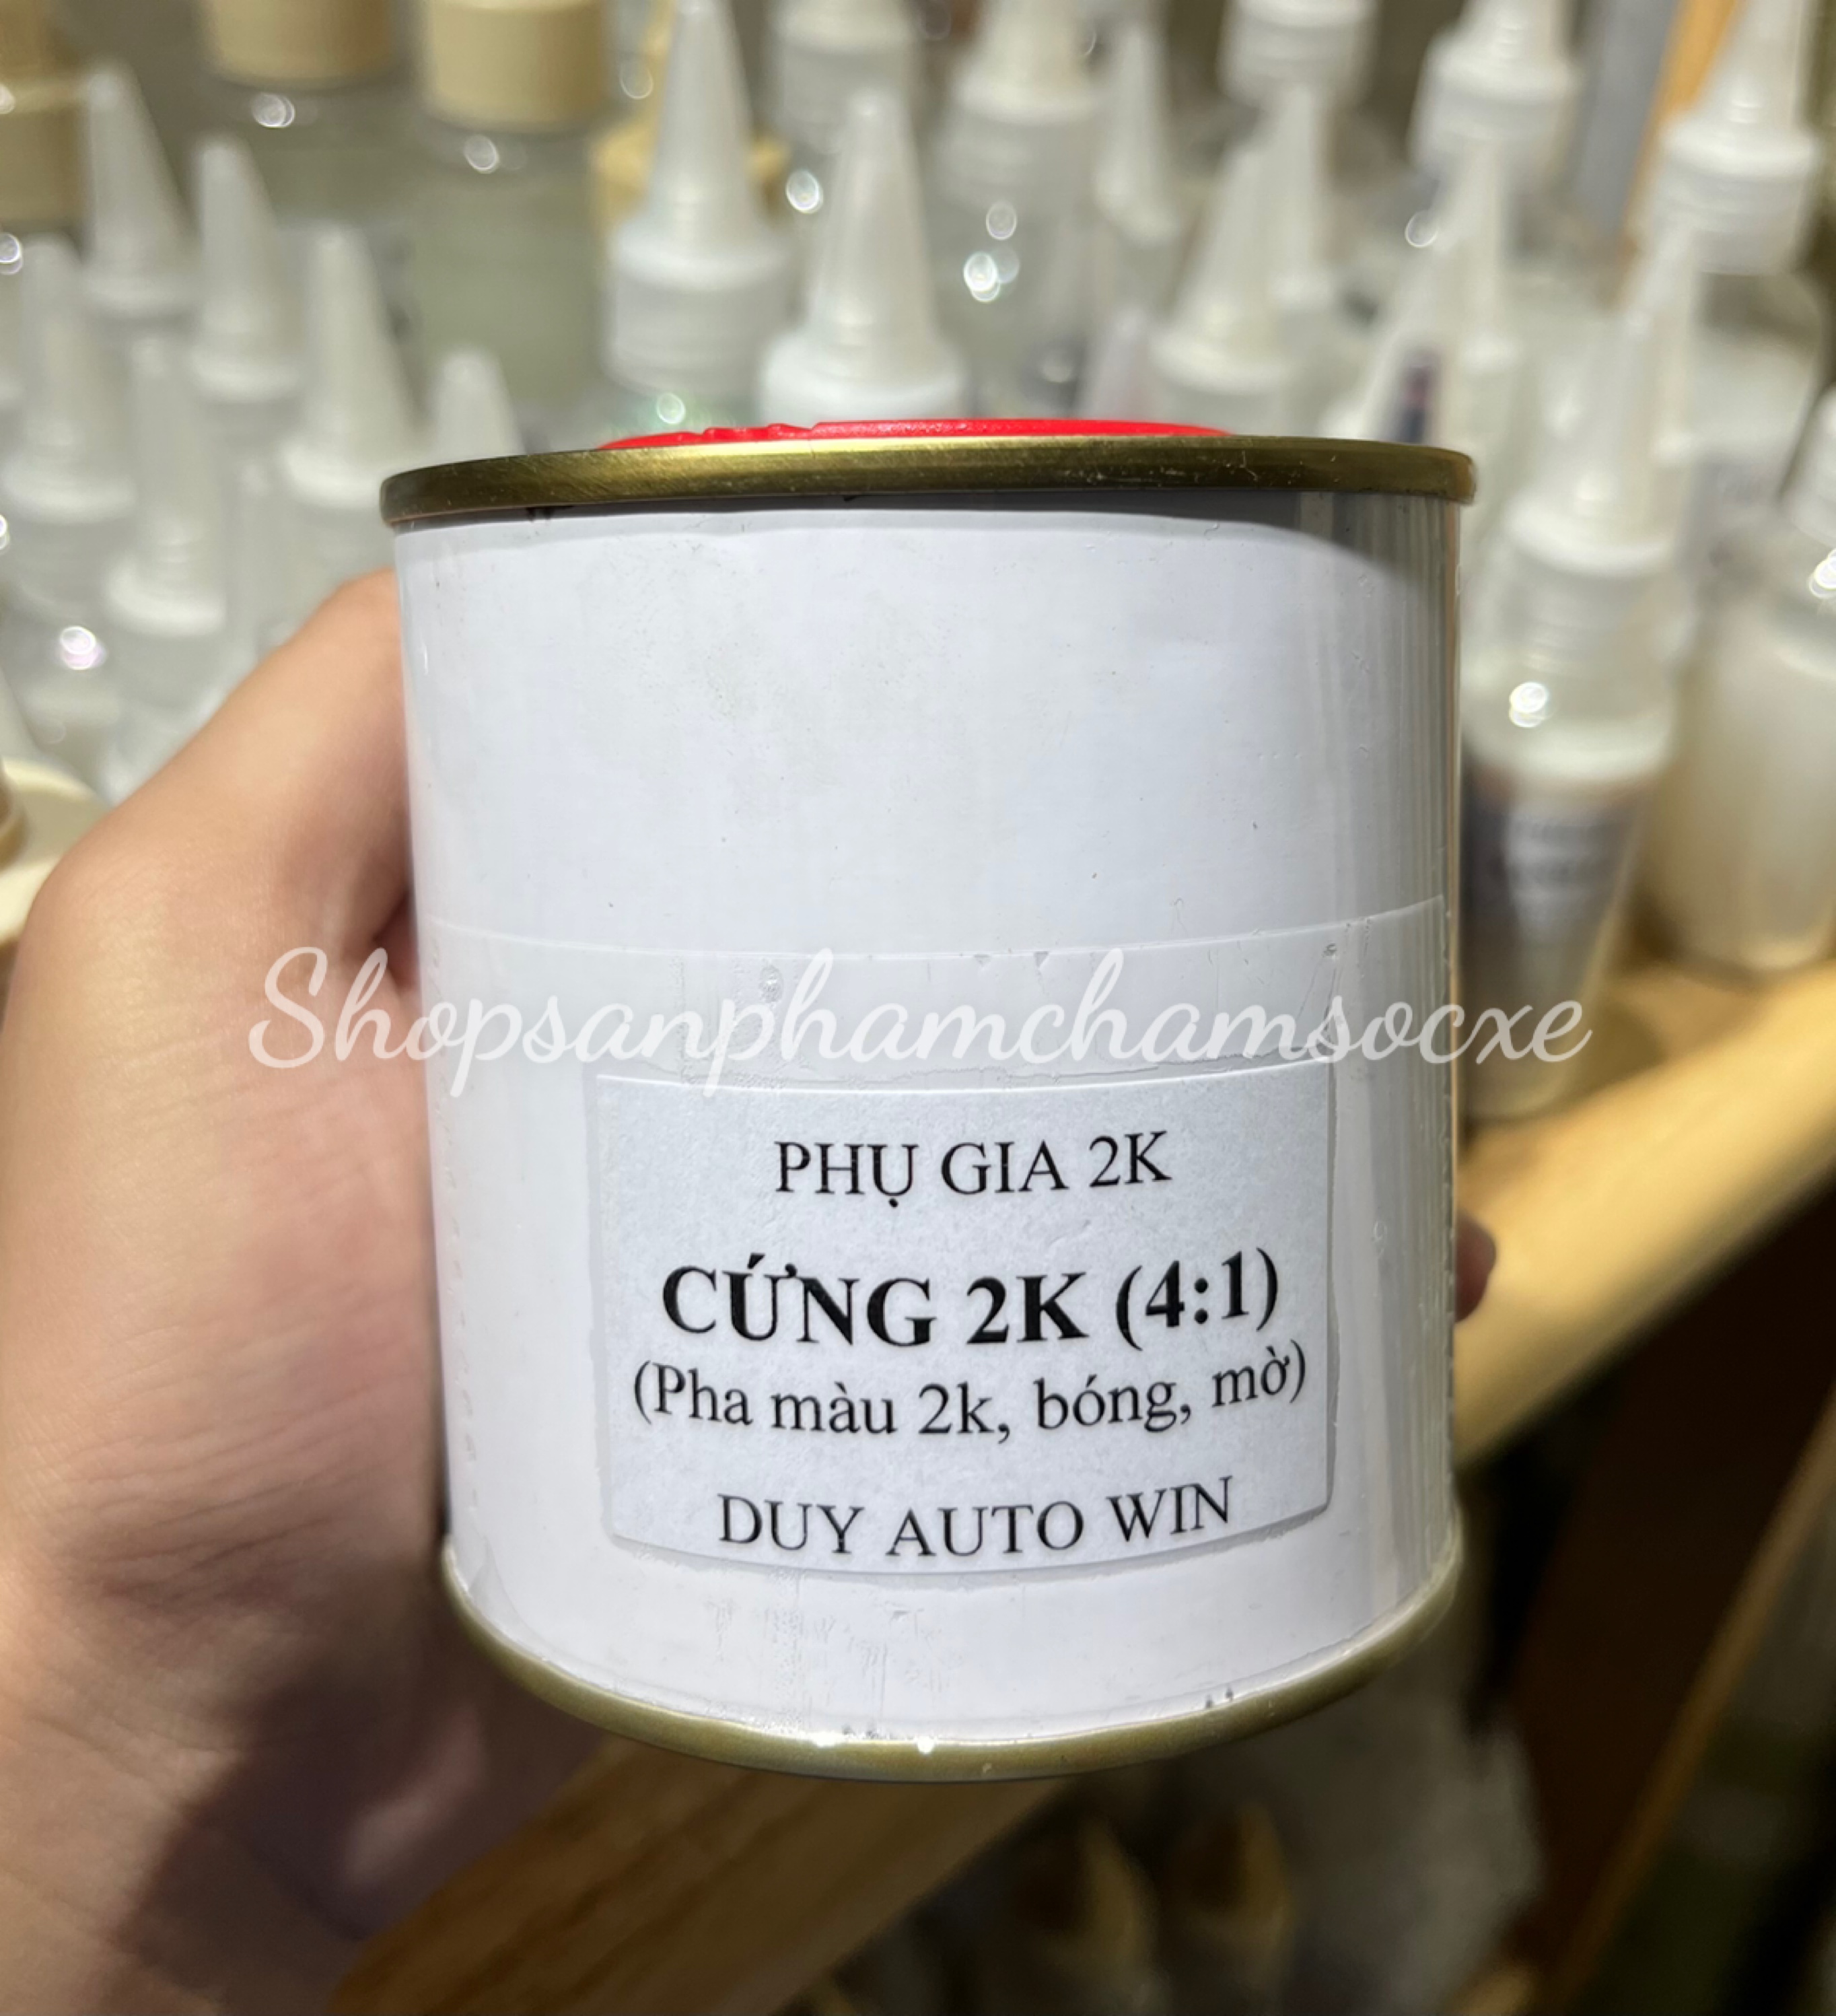 Shopsanphamchamsocxe
PHỤ GIA 2K
CỨNG 2K (4:1)
(Pha màu 2k, bóng, mờ)
DUY AUTO WIN